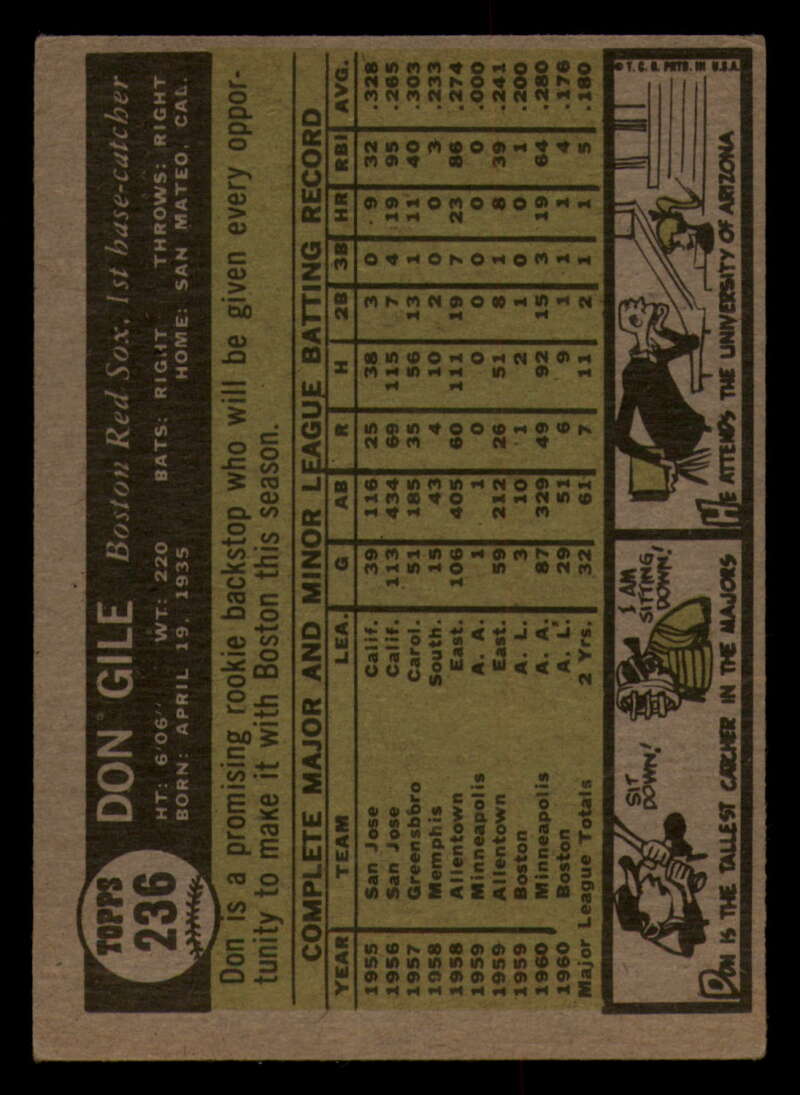 TOPPS
236
DON GILE Boston Red Sox, 1st base-catcher
HT: 6'06" WT: 220 BATS: RIGHT THROWS: RIGHT
BORN: APRIL 19, 1935 HOME: SAN MATEO, CAL.
Don is a promising rookie backstop who will be given every oppor-
tunity to make it with Boston this season.
COMPLETE MAJOR AND MINOR LEAGUE BATTING RECORD
YEAR TEAM LEA. G AB R H 2B 3B HR RBI AVG.
1955 San Jose Calif. 39 116 25 38 3 0 9 32 .328
1956 San Jose Calif. 113 434 69 115 7 4 19 95 .265
1957 Greensboro Carol. 51 185 35 56 13 1 11 40 .303
1958 Memphis South. 15 43 4 10 2 0 0 3 .233
1958 Allentown East. 106 405 60 111 19 7 23 86 .274
1959 Minneapolis A. A. 1 1 0 0 0 0 0 0 .000
1959 Allentown East. 59 212 26 51 8 1 8 39 .241
1959 Boston A. L. 3 10 1 2 1 0 0 1 .200
1960 Minneapolis A. A. 87 329 49 92 15 3 19 64 .280
1960 Boston A. L. 29 51 6 9 1 1 1 4 .176
Major League Totals 2 Yrs. 32 61 7 11 2 1 1 5 .180
SIT
DOWN!
I AM
SITTING
DOWN!
DON IS THE TALLEST CATCHER IN THE MAJORS
© T. C. G. PRTD. IN U.S.A.
HE ATTENDS THE UNIVERSITY OF ARIZONA